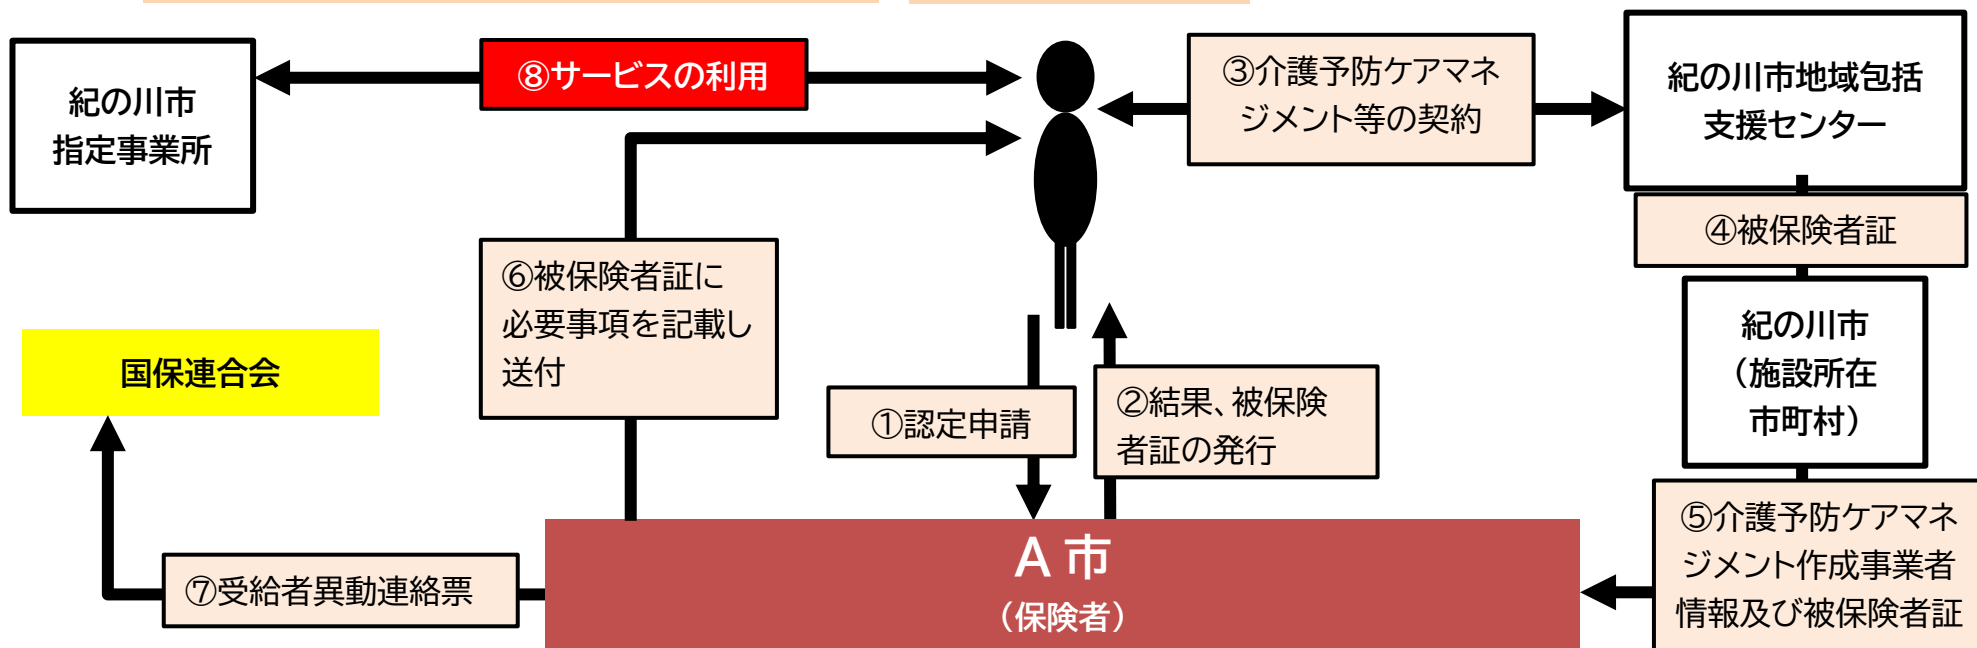 紀の川市
指定事業所
⑧サービスの利用
③介護予防ケアマネ
ジメント等の契約
紀の川市地域包括
支援センター
④被保険者証
紀の川市
（施設所在
市町村）
⑥被保険者証に
必要事項を記載し
送付
国保連合会
①認定申請
②結果、被保険
者証の発行
⑤介護予防ケアマネ
ジメント作成事業者
情報及び被保険者証
⑦受給者異動連絡票
A 市
（保険者）